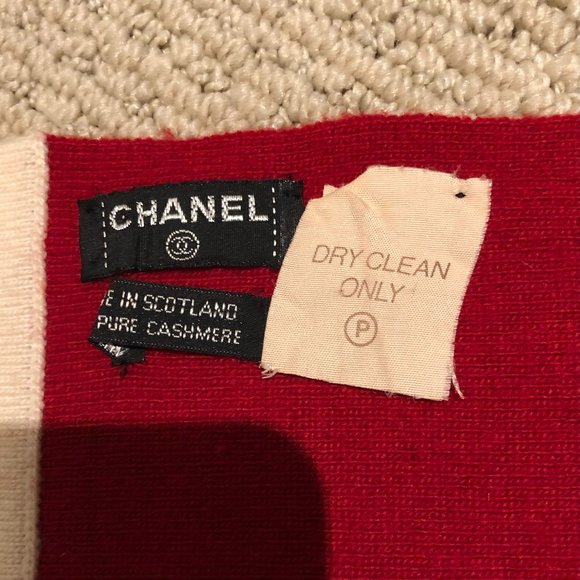 CHANEL
E IN SCOTLAND
PURE CASHMERE
DRY CLEAN
ONLY
P